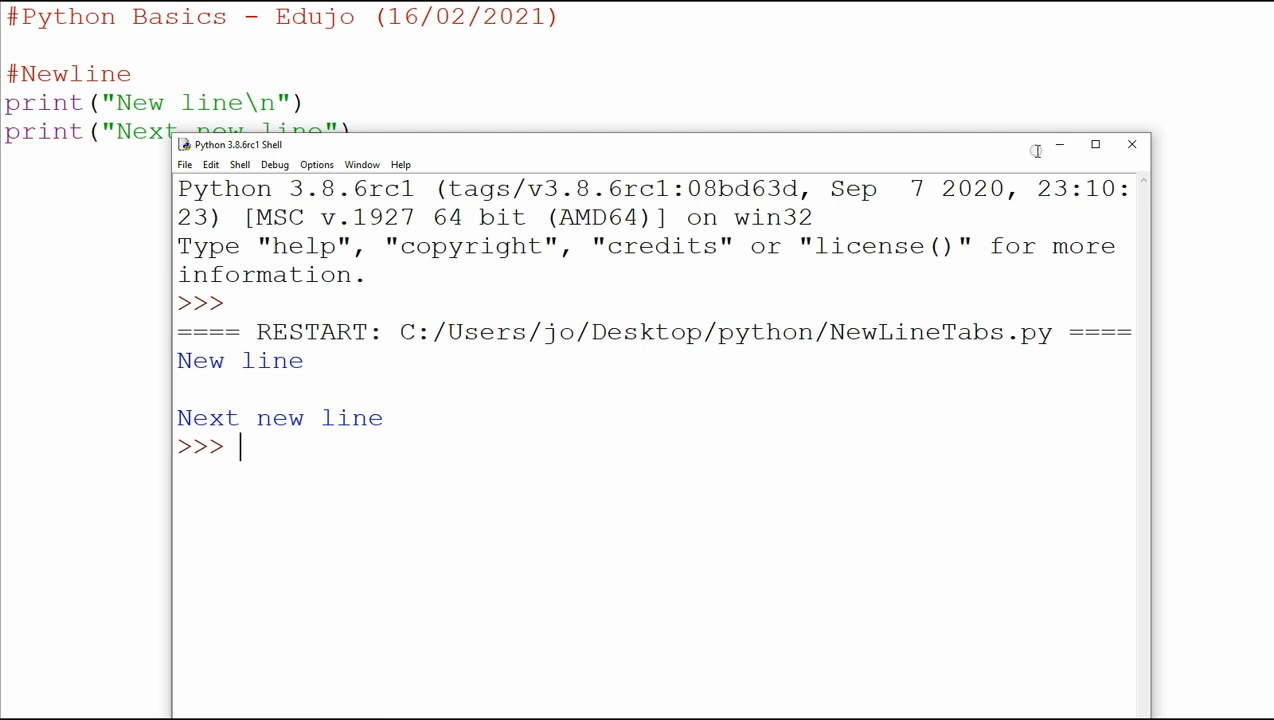 #Python Basics - Edujo (16/02/2021)
#Newline
print("New line\n")
print("Next new line")
Python 3.8.6rc1 Shell
File Edit Shell Debug Options Window Help
Python 3.8.6rc1 (tags/v3.8.6rc1:08bd63d, Sep  7 2020, 23:10:
23) [MSC v.1927 64 bit (AMD64)] on win32
Type "help", "copyright", "credits" or "license()" for more
information.
>>>
==== RESTART: C:/Users/jo/Desktop/python/NewLineTabs.py ====
New line
Next new line
>>>